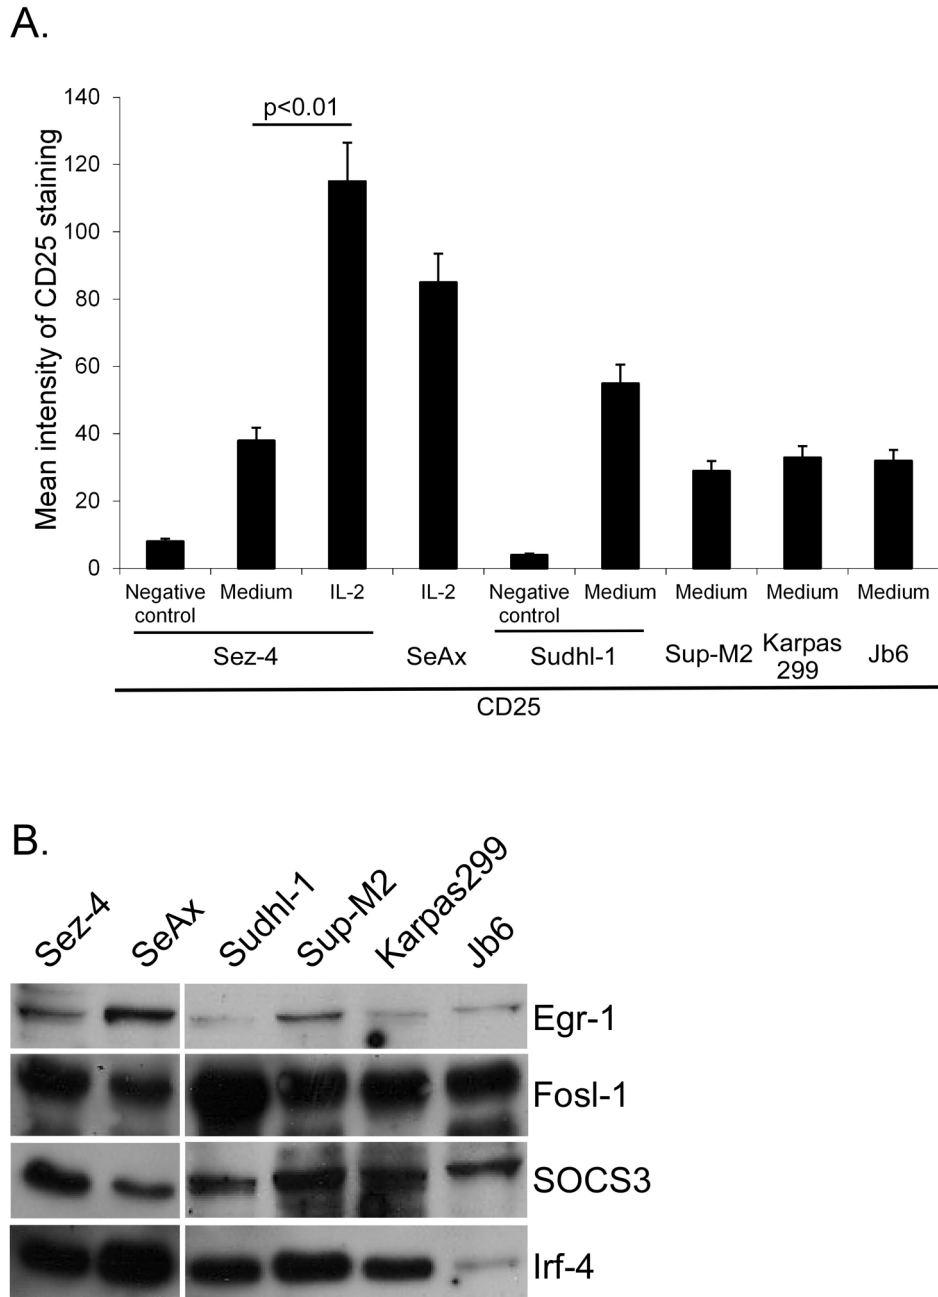 A.
Mean intensity of CD25 staining
140
120
100
80
60
40
20
0
p<0.01
Negative control Medium IL-2 IL-2 Negative control Medium Medium Medium Medium
Sez-4 SeAx Sudhl-1 Sup-M2 Karpas 299 Jb6
CD25
B.
Sez-4 SeAx Sudhl-1 Sup-M2 Karpas299 Jb6
Egr-1
Fosl-1
SOCS3
Irf-4